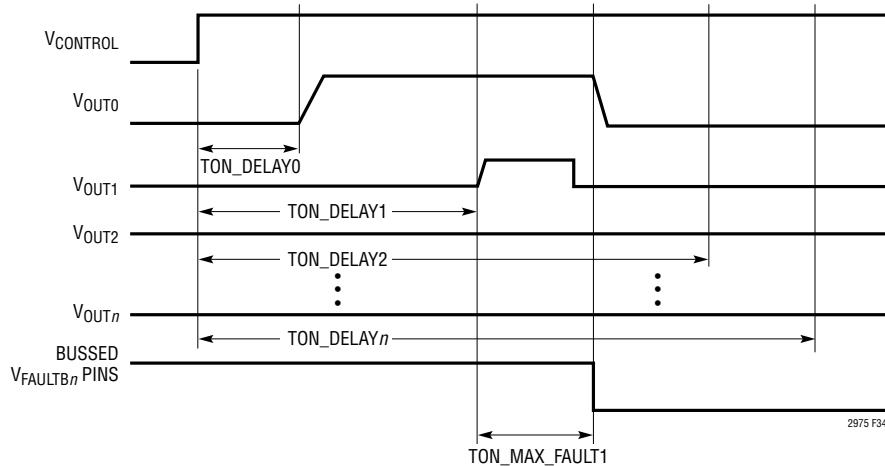 VCONTROL
VOUT0
TON_DELAY0
VOUT1
TON_DELAY1
VOUT2
TON_DELAY2
VOUTn
TON_DELAYn
BUSSED
VFAULTBn PINS
2975 F34
TON_MAX_FAULT1